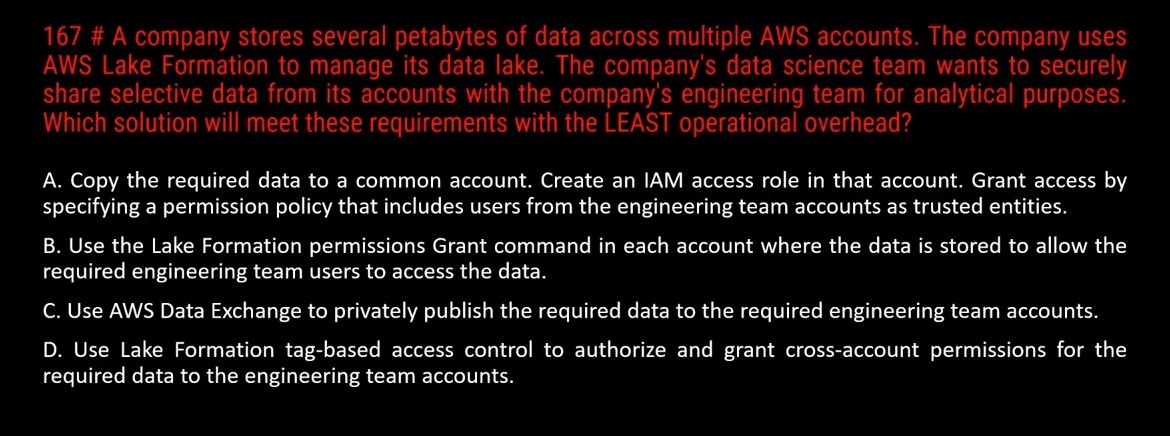 167 # A company stores several petabytes of data across multiple AWS accounts. The company uses
AWS Lake Formation to manage its data lake. The company's data science team wants to securely
share selective data from its accounts with the company's engineering team for analytical purposes.
Which solution will meet these requirements with the LEAST operational overhead?
A. Copy the required data to a common account. Create an IAM access role in that account. Grant access by
specifying a permission policy that includes users from the engineering team accounts as trusted entities.
B. Use the Lake Formation permissions Grant command in each account where the data is stored to allow the
required engineering team users to access the data.
C. Use AWS Data Exchange to privately publish the required data to the required engineering team accounts.
D. Use Lake Formation tag-based access control to authorize and grant cross-account permissions for the
required data to the engineering team accounts.